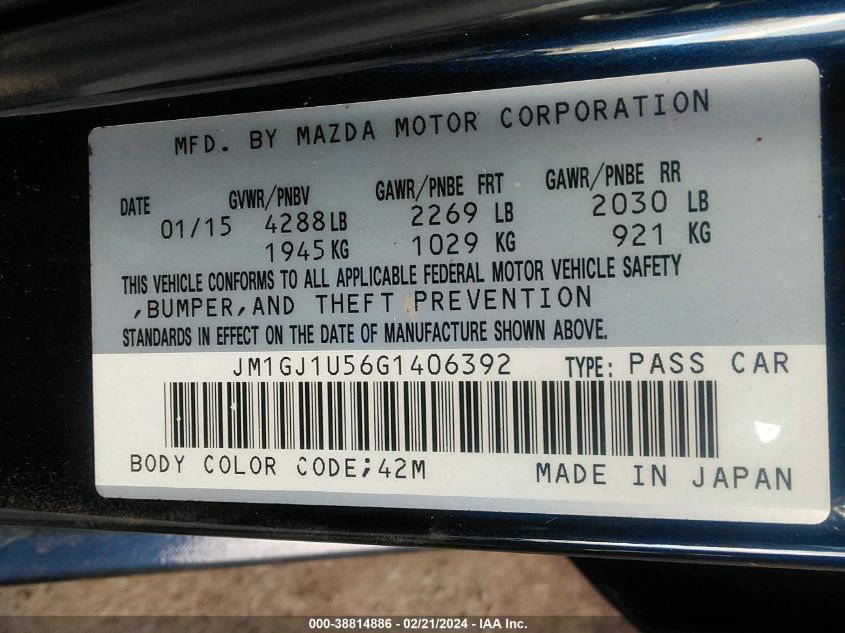 MFD. BY MAZDA MOTOR CORPORATION
DATE GVWR/PNBV GAWR/PNBE FRT GAWR/PNBE RR
01/15 4288 LB 2269 LB 2030 LB
1945 KG 1029 KG 921 KG
THIS VEHICLE CONFORMS TO ALL APPLICABLE FEDERAL MOTOR VEHICLE SAFETY
,BUMPER,AND THEFT PREVENTION
STANDARDS IN EFFECT ON THE DATE OF MANUFACTURE SHOWN ABOVE.
JM1GJ1U56G1406392 TYPE: PASS CAR
BODY COLOR CODE;42M MADE IN JAPAN
000-38814886 - 02/21/2024 - IAA Inc.